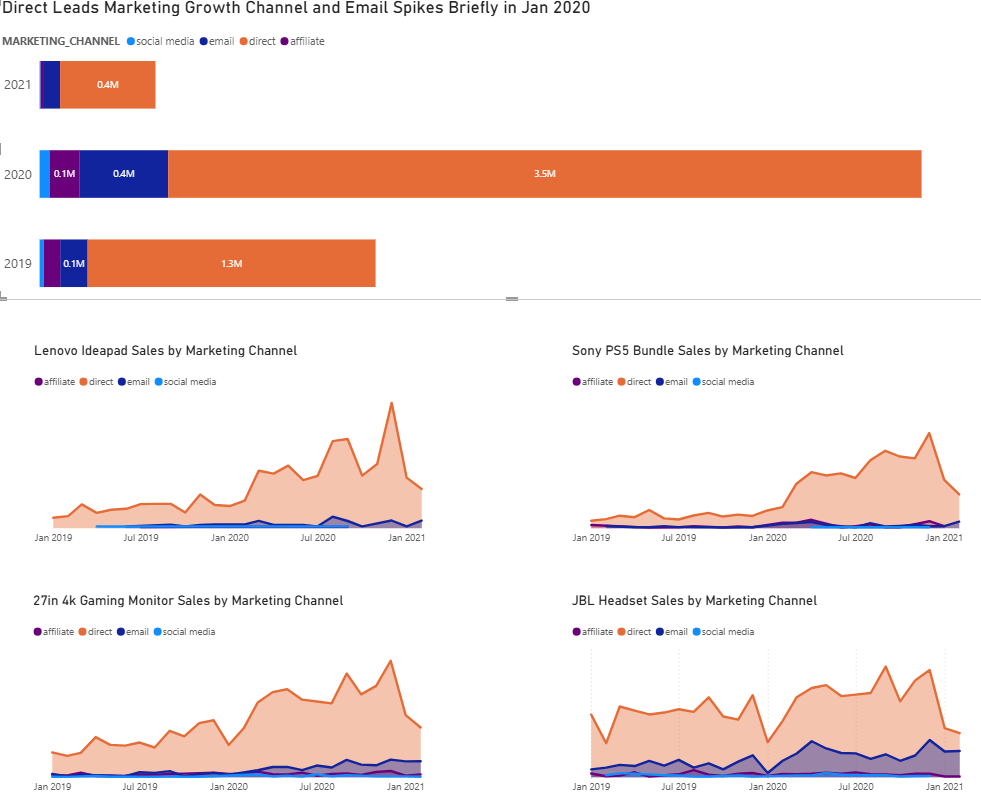 Direct Leads Marketing Growth Channel and Email Spikes Briefly in Jan 2020
MARKETING_CHANNEL social media email direct affiliate
2021 0.4M
2020 0.1M 0.4M 3.5M
2019 0.1M 1.3M
Lenovo Ideapad Sales by Marketing Channel
affiliate direct email social media
Jan 2019 Jul 2019 Jan 2020 Jul 2020 Jan 2021
Sony PS5 Bundle Sales by Marketing Channel
affiliate direct email social media
Jan 2019 Jul 2019 Jan 2020 Jul 2020 Jan 2021
27in 4k Gaming Monitor Sales by Marketing Channel
affiliate direct email social media
Jan 2019 Jul 2019 Jan 2020 Jul 2020 Jan 2021
JBL Headset Sales by Marketing Channel
affiliate direct email social media
Jan 2019 Jul 2019 Jan 2020 Jul 2020 Jan 2021